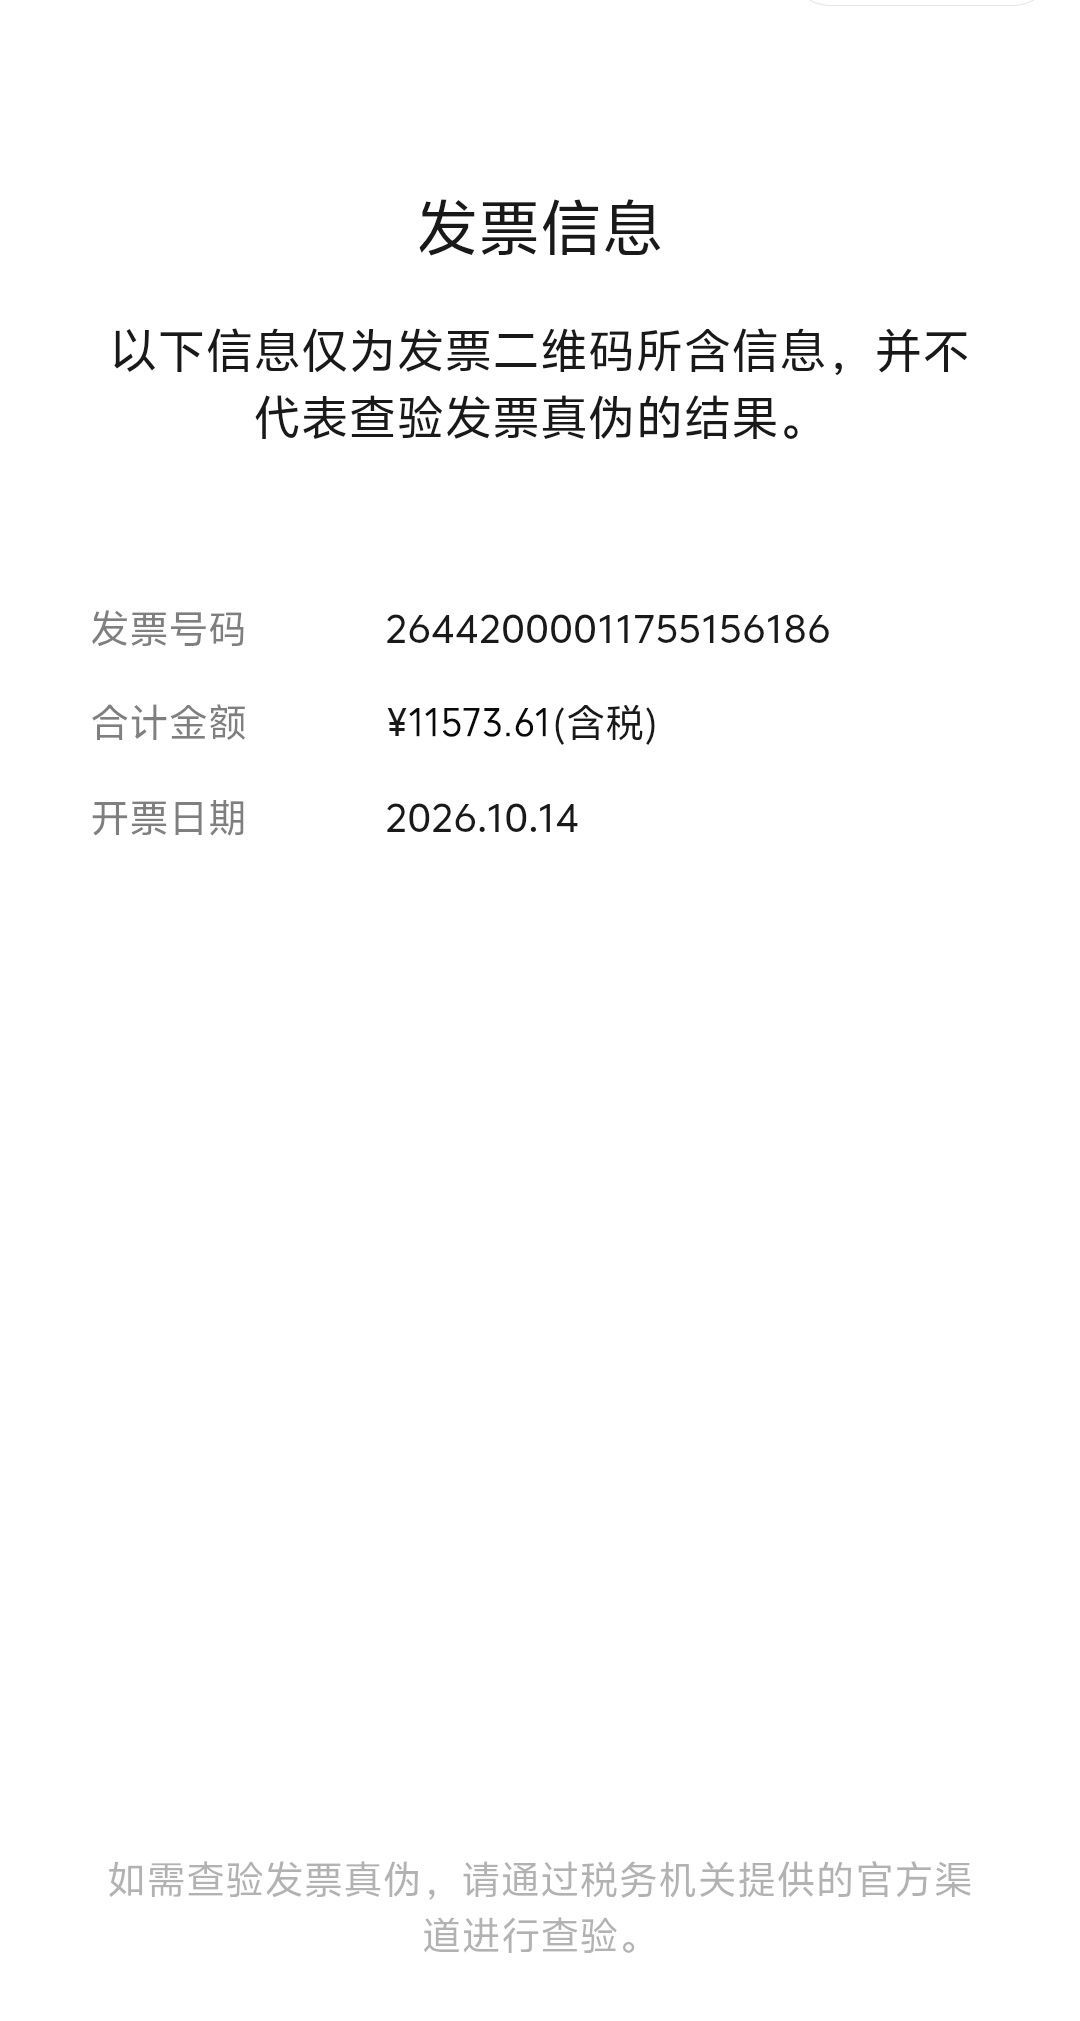 发票信息
以下信息仅为发票二维码所含信息，并不
代表查验发票真伪的结果。
发票号码 26442000011755156186
合计金额 ¥11573.61(含税)
开票日期 2026.10.14
如需查验发票真伪，请通过税务机关提供的官方渠
道进行查验。